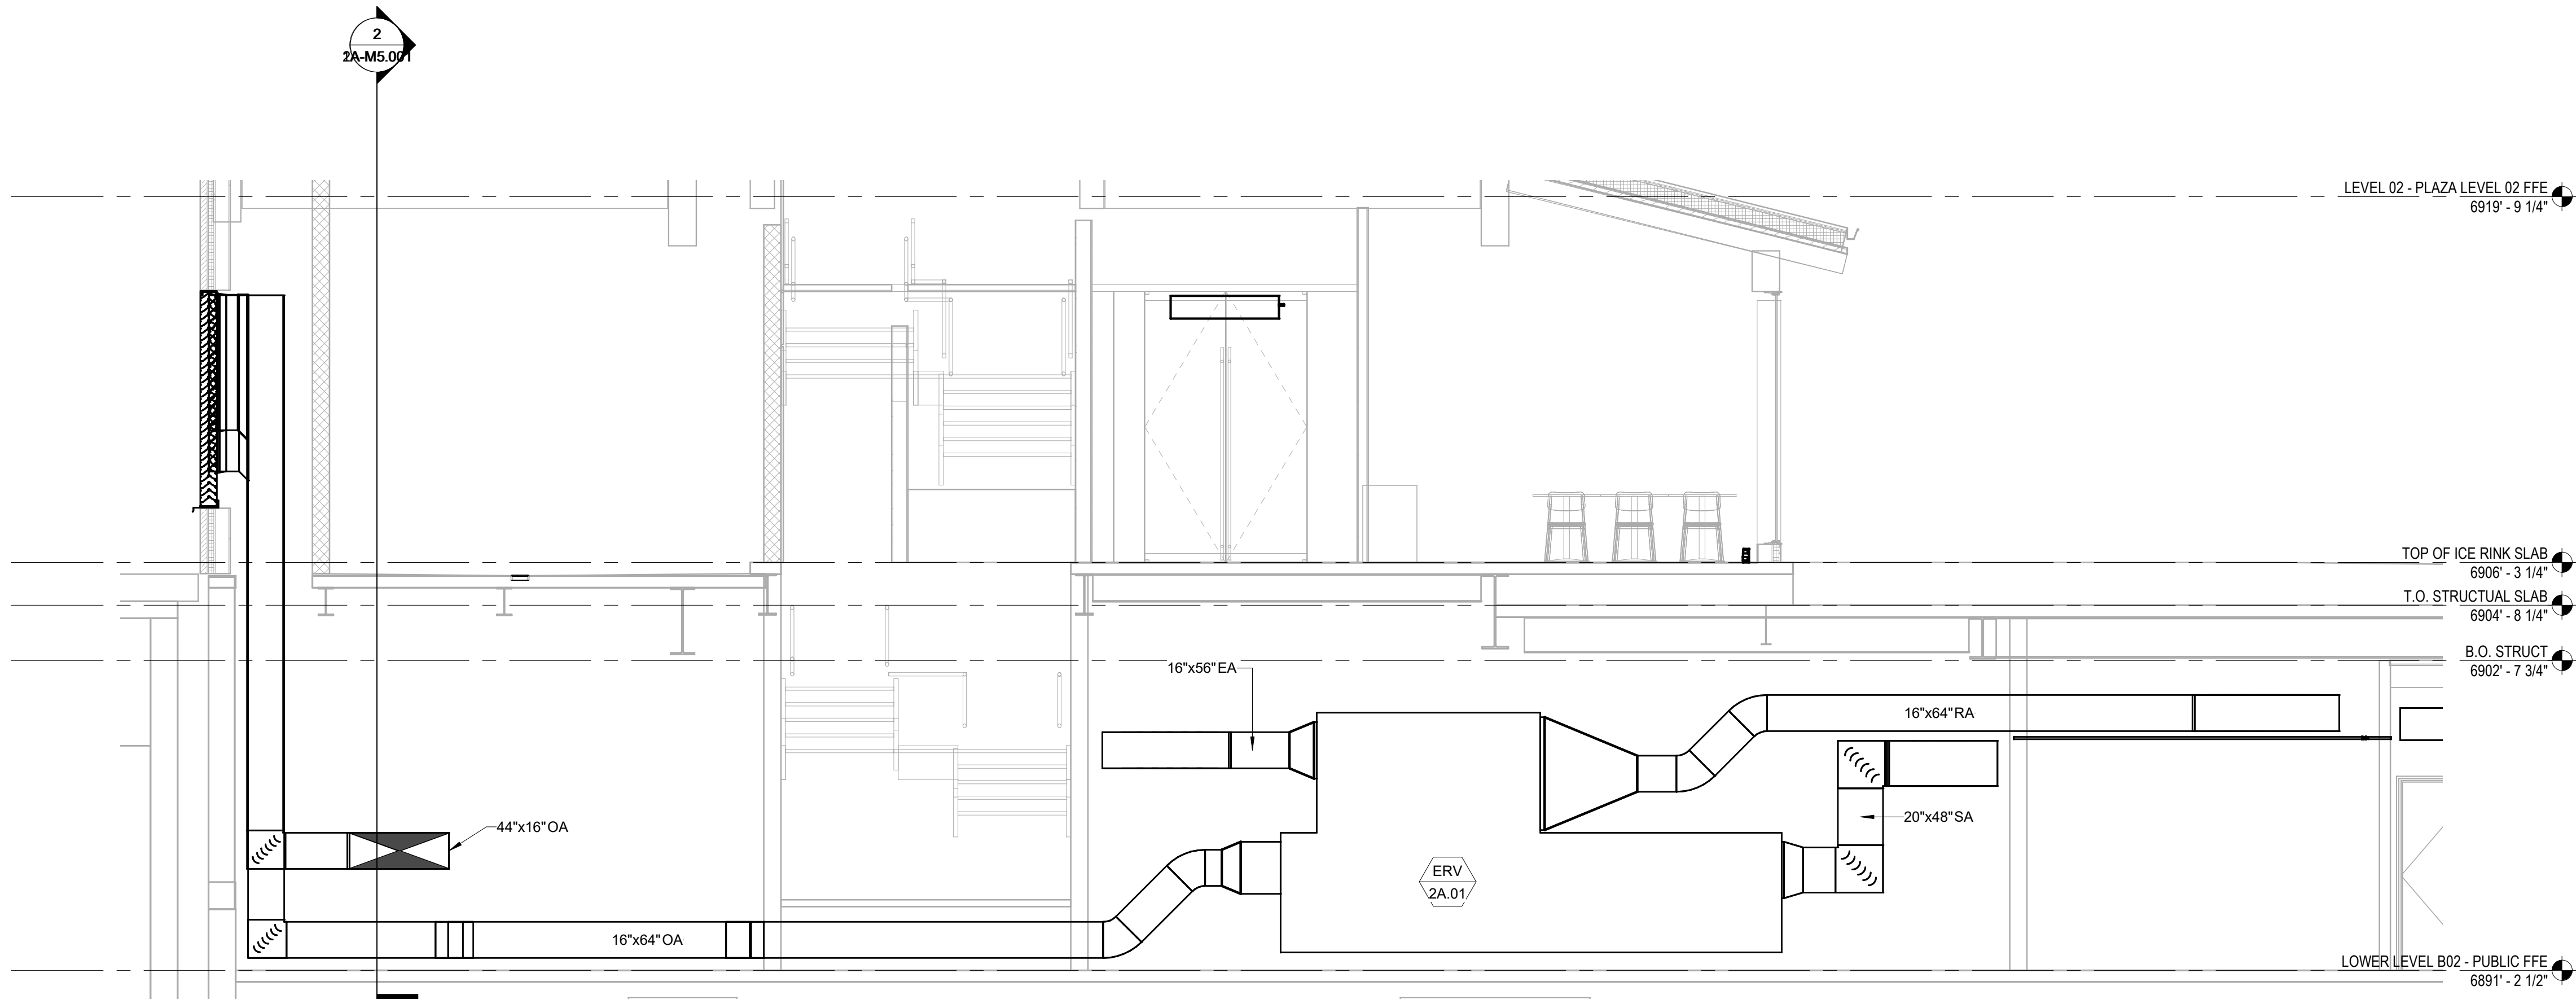 2
LEVEL 02 - PLAZA LEVEL 02 FFE
6919' - 9 1/4"
TOP OF ICE RINK SLAB
6906' - 3 1/4"
T.O. STRUCTUAL SLAB
6904' - 8 1/4"
B.O. STRUCT
6902' - 7 3/4"
16"x56"EA
16"x64"RA
20"x48"SA
44"x16"OA
ERV
2A.01
16"x64"OA
LOWER LEVEL B02 - PUBLIC FFE
6891' - 2 1/2"